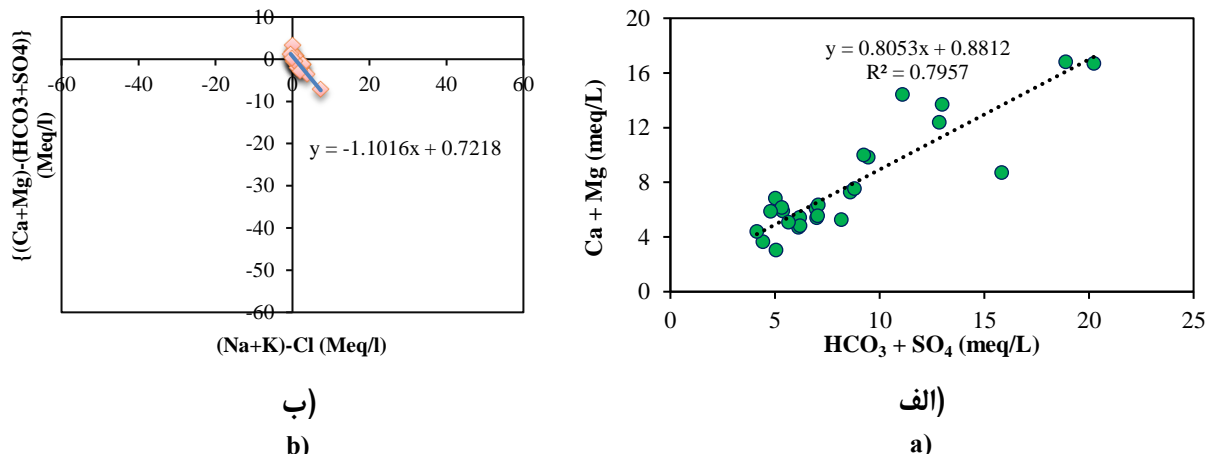 10
0
-10
-20
-30
-40
-50
-60
-60 -40 -20 0 20 40 60
{(Ca+Mg)-(HCO3+SO4)}
(Meq/l)
y = -1.1016x + 0.7218
(Na+K)-Cl (Meq/l)
ب)
b)
20
16
12
8
4
0
0 5 10 15 20 25
Ca + Mg (meq/L)
y = 0.8053x + 0.8812
R² = 0.7957
HCO₃ + SO₄ (meq/L)
الف)
a)